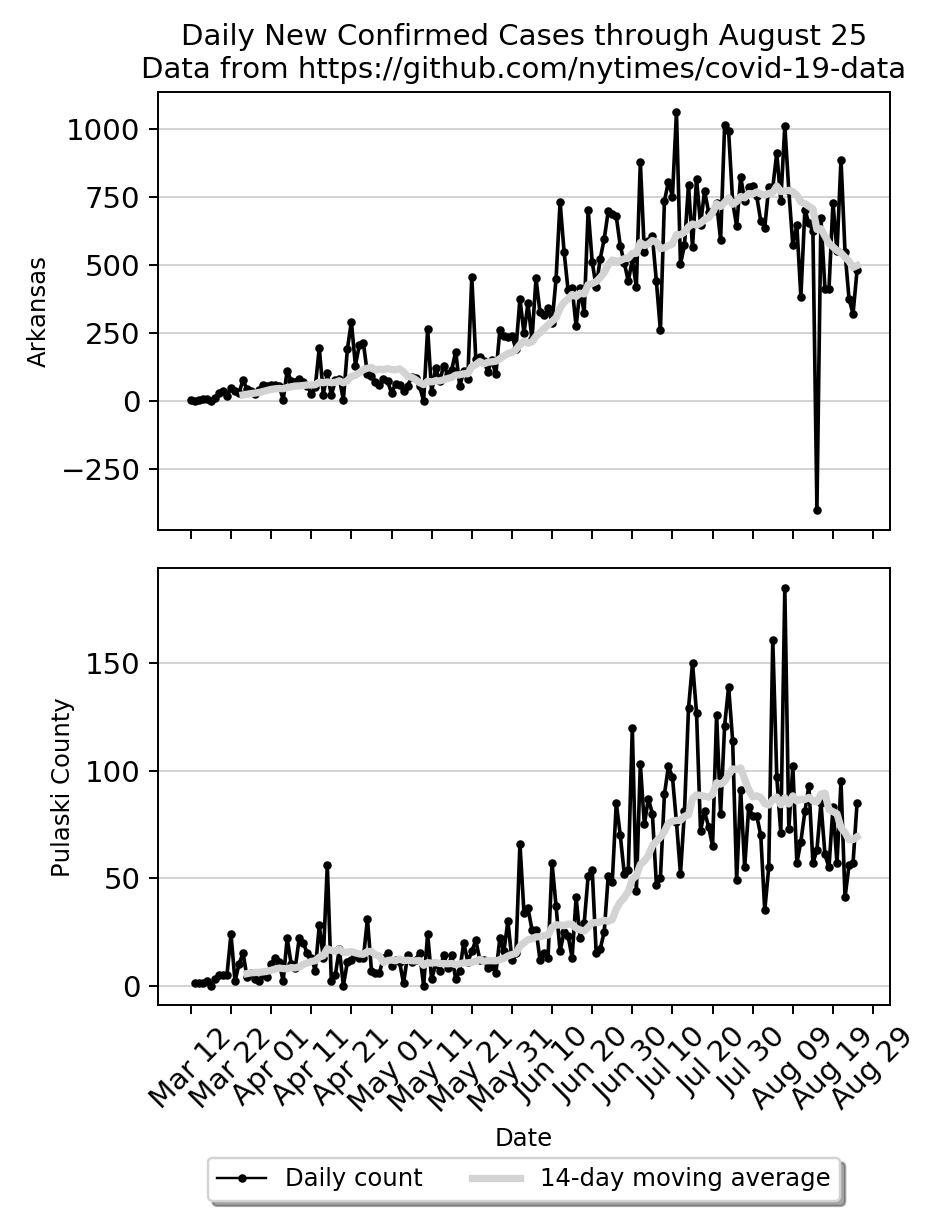 Daily New Confirmed Cases through August 25
Data from https://github.com/nytimes/covid-19-data
1000
750
500
250
0
−250
Arkansas
150
100
50
0
Pulaski County
Mar 12
Mar 22
Apr 01
Apr 11
Apr 21
May 01
May 11
May 21
May 31
Jun 10
Jun 20
Jun 30
Jul 10
Jul 20
Jul 30
Aug 09
Aug 19
Aug 29
Date
Daily count
14-day moving average